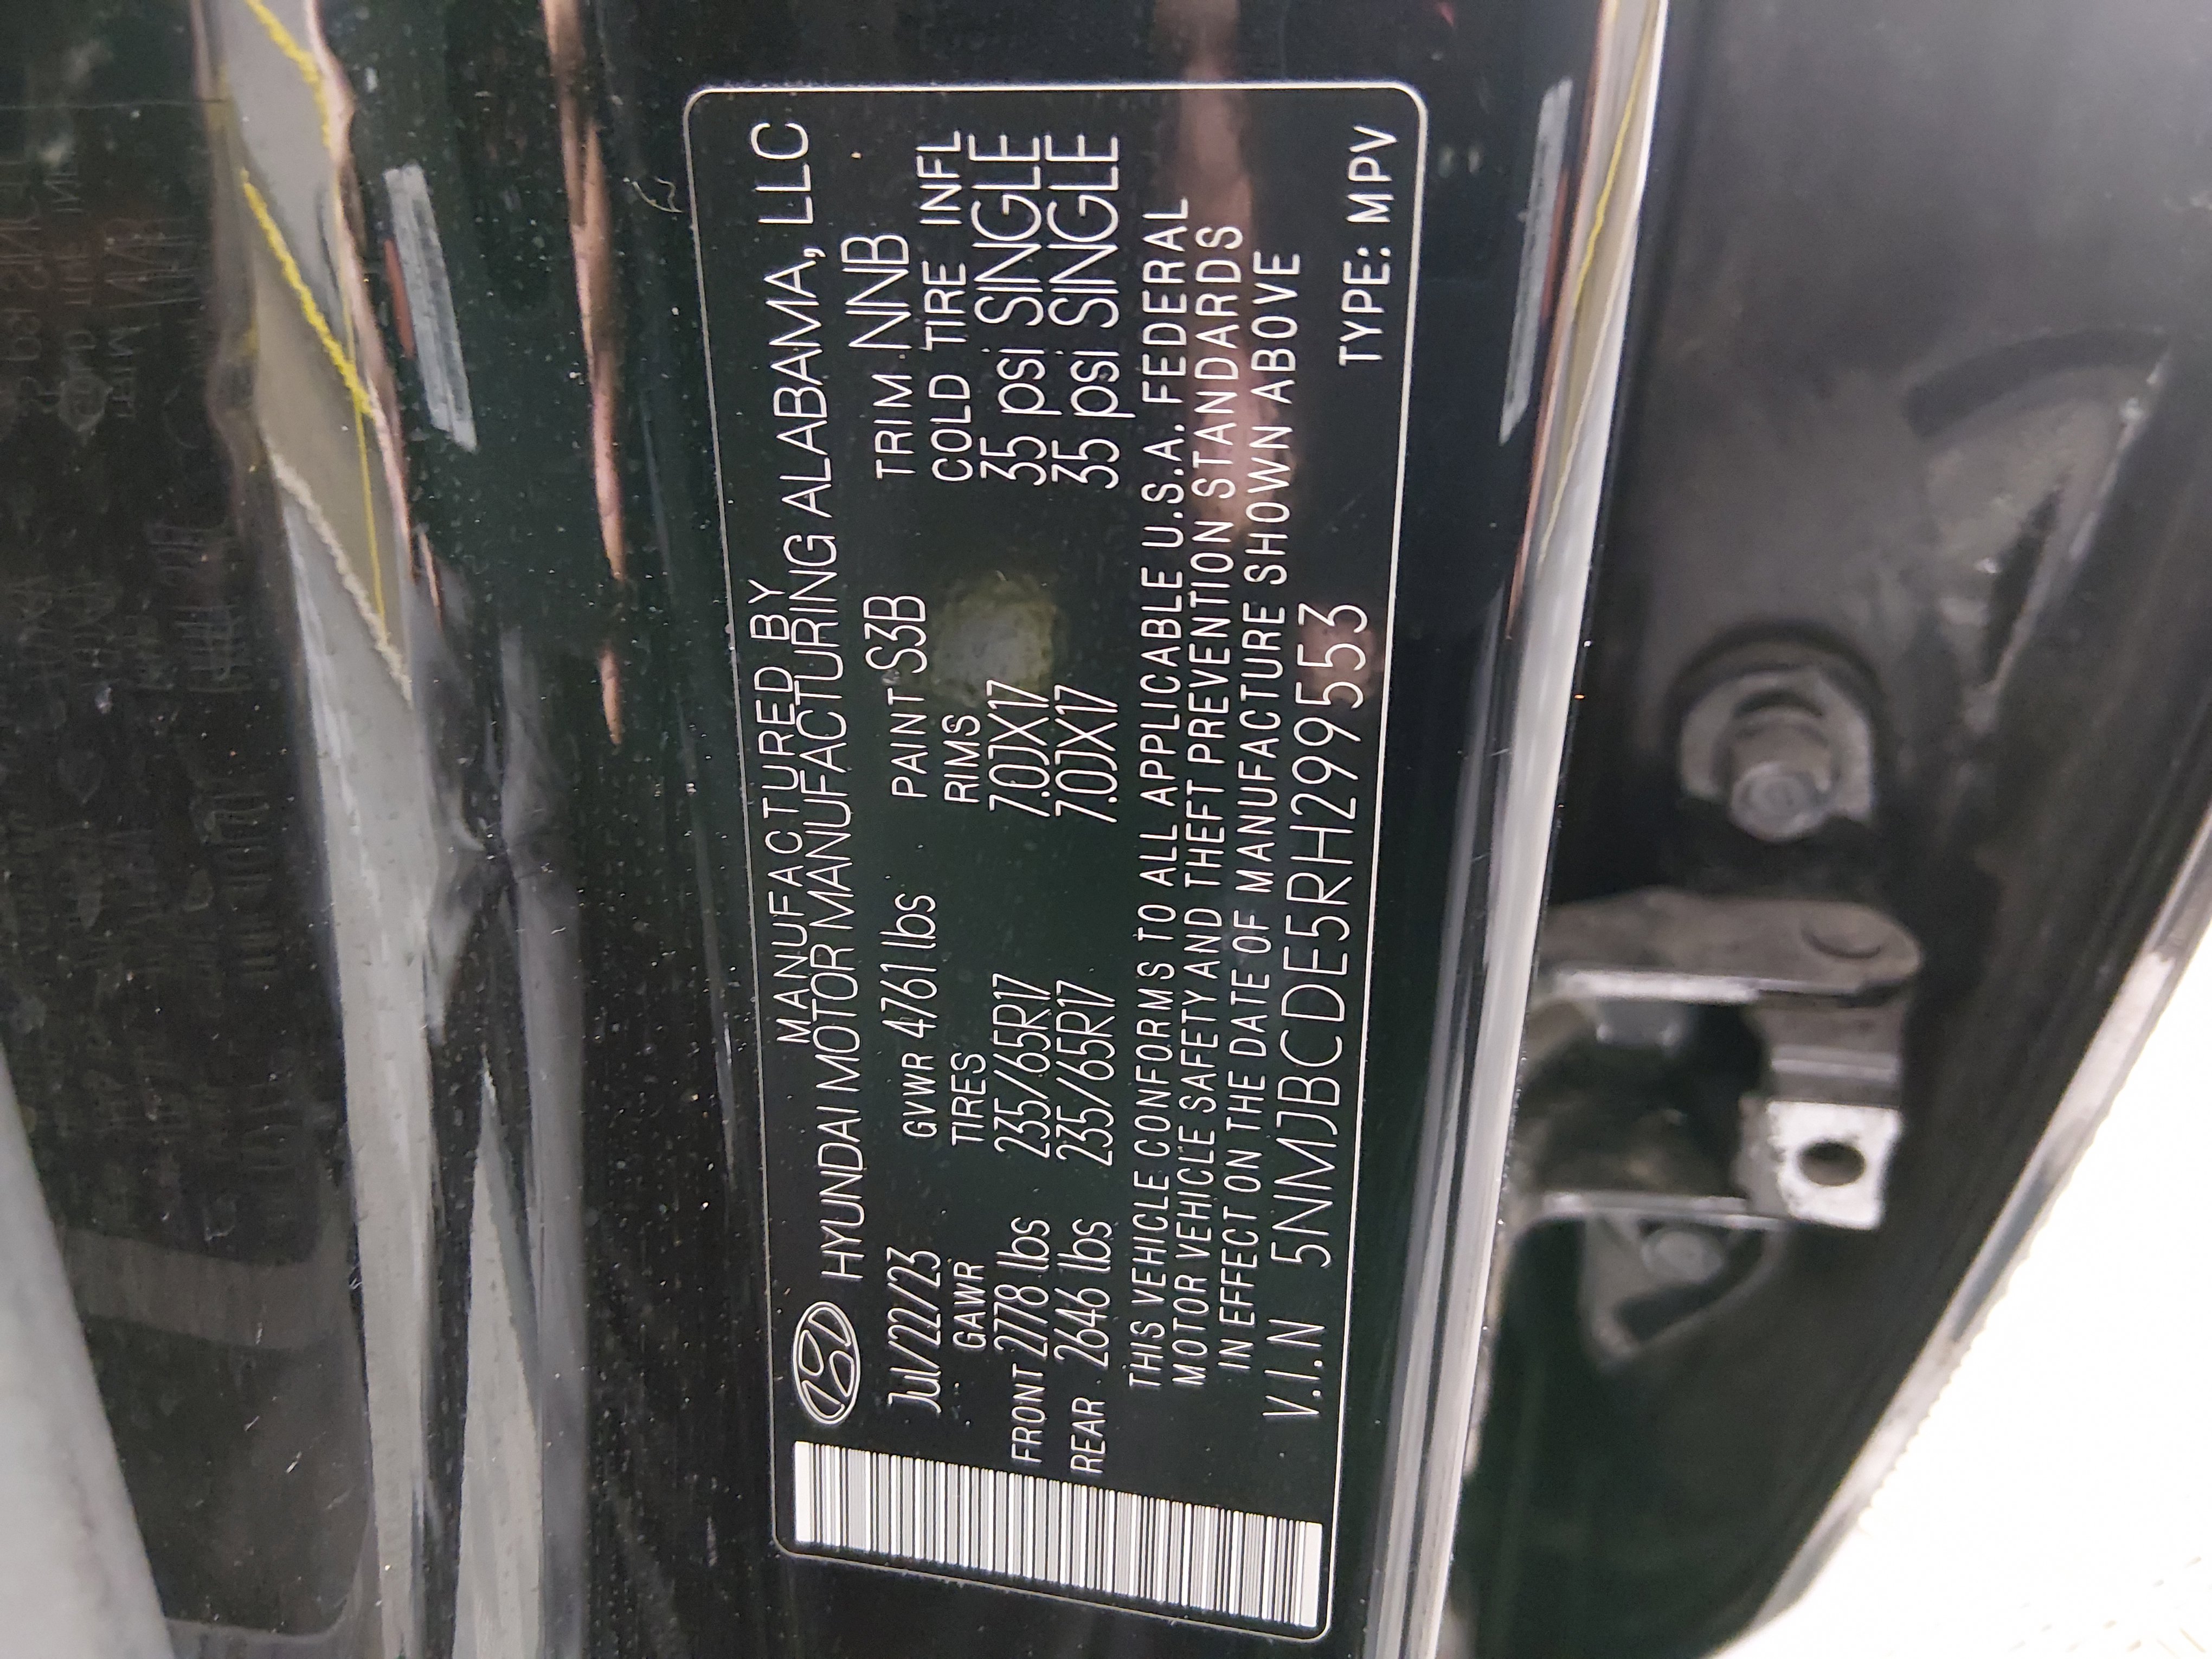 MANUFACTURED BY
HYUNDAI MOTOR MANUFACTURING ALABAMA, LLC
Jul/22/23 GVWR 4761 lbs PAINT S3B TRIM NNB
GAWR TIRES RIMS COLD TIRE INFL
FRONT 2778 lbs 235/65R17 7.0JX17 35 psi SINGLE
REAR 2646 lbs 235/65R17 7.0JX17 35 psi SINGLE
THIS VEHICLE CONFORMS TO ALL APPLICABLE U.S.A. FEDERAL
MOTOR VEHICLE SAFETY AND THEFT PREVENTION STANDARDS
IN EFFECT ON THE DATE OF MANUFACTURE SHOWN ABOVE
V.I.N 5NMJBCDE5RH299553 TYPE: MPV